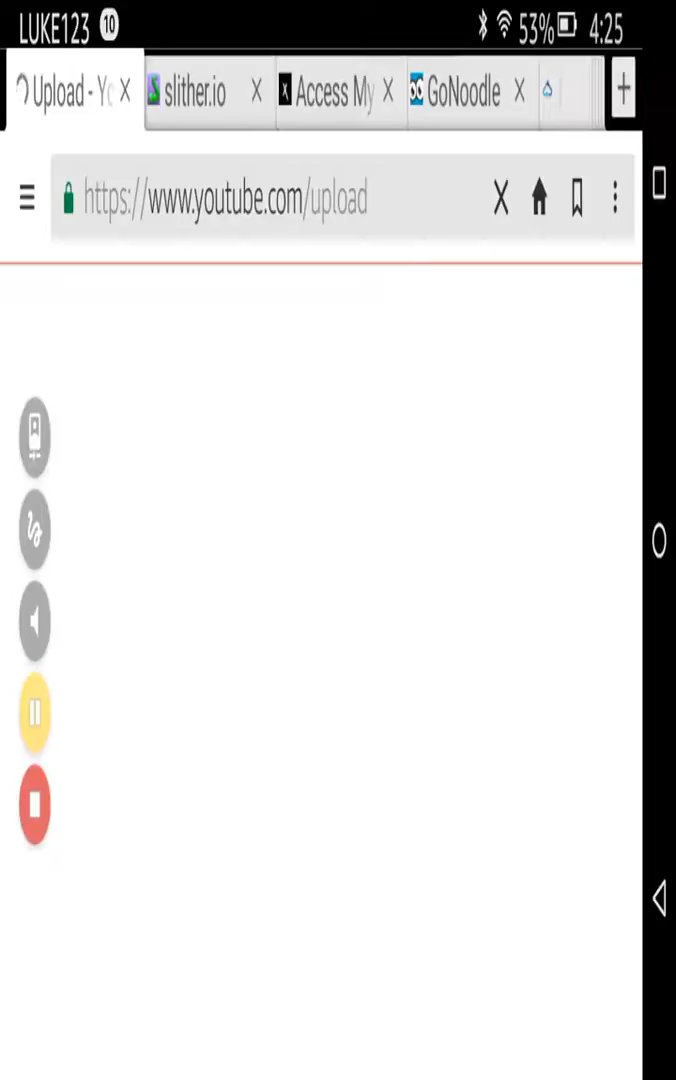 LUKE123 10 53% 4:25
Upload - Yo slither.io Access My GoNoodle
https://www.youtube.com/upload